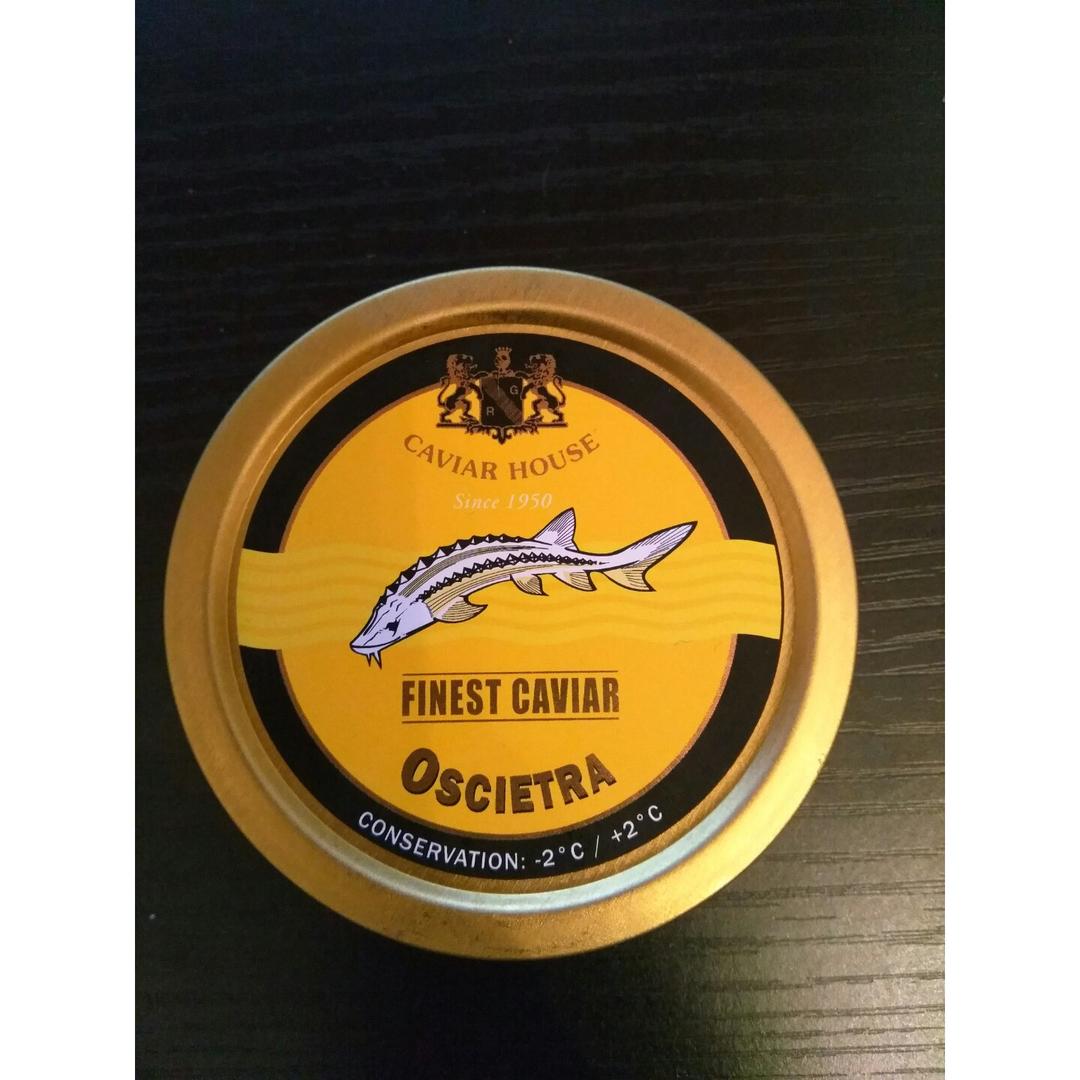 G
R
CAVIAR HOUSE
Since 1950
FINEST CAVIAR
OSCIETRA
CONSERVATION: -2°C / +2°C